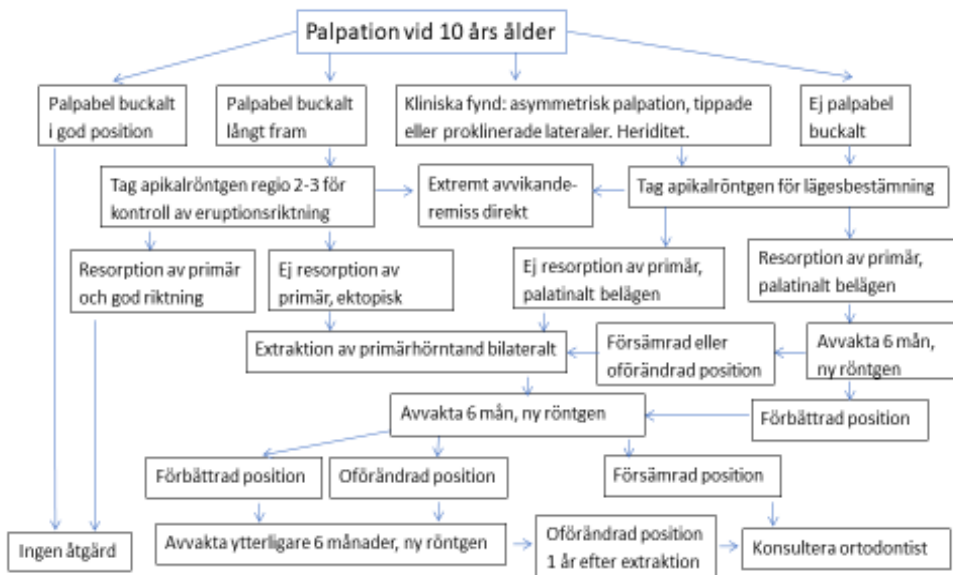 Palpation vid 10 års ålder
Palpabel buckalt
i god position
Palpabel buckalt
långt fram
Kliniska fynd: asymmetrisk palpation, tippade
eller proklinerade lateraler. Heriditet.
Ej palpabel
buckalt
Tag apikalröntgen regio 2-3 för
kontroll av eruptionsriktning
Extremt avvikande-
remiss direkt
Tag apikalröntgen för lägesbestämning
Resorption av primär
och god riktning
Ej resorption av
primär, ektopisk
Ej resorption av primär,
palatinalt belägen
Resorption av primär,
palatinalt belägen
Extraktion av primärhörntand bilateralt
Försämrad eller
oförändrad position
Avvakta 6 mån,
ny röntgen
Avvakta 6 mån, ny röntgen
Förbättrad position
Förbättrad position
Oförändrad position
Försämrad position
Ingen åtgärd
Avvakta ytterligare 6 månader, ny röntgen
Oförändrad position
1 år efter extraktion
Konsultera ortodontist